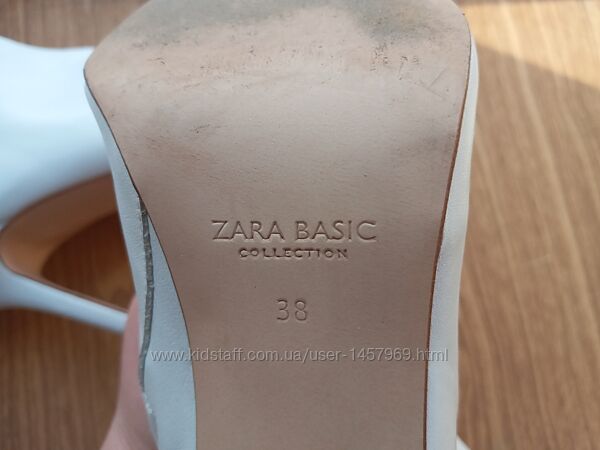 ZARA BASIC
COLLECTION
38
www.kidstaff.com.ua/user-1457969.html